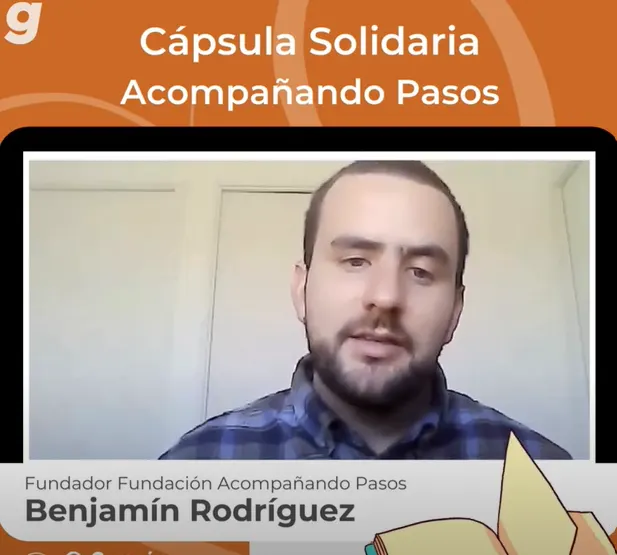 g
Cápsula Solidaria
Acompañando Pasos
Fundador Fundación Acompañando Pasos
Benjamín Rodríguez